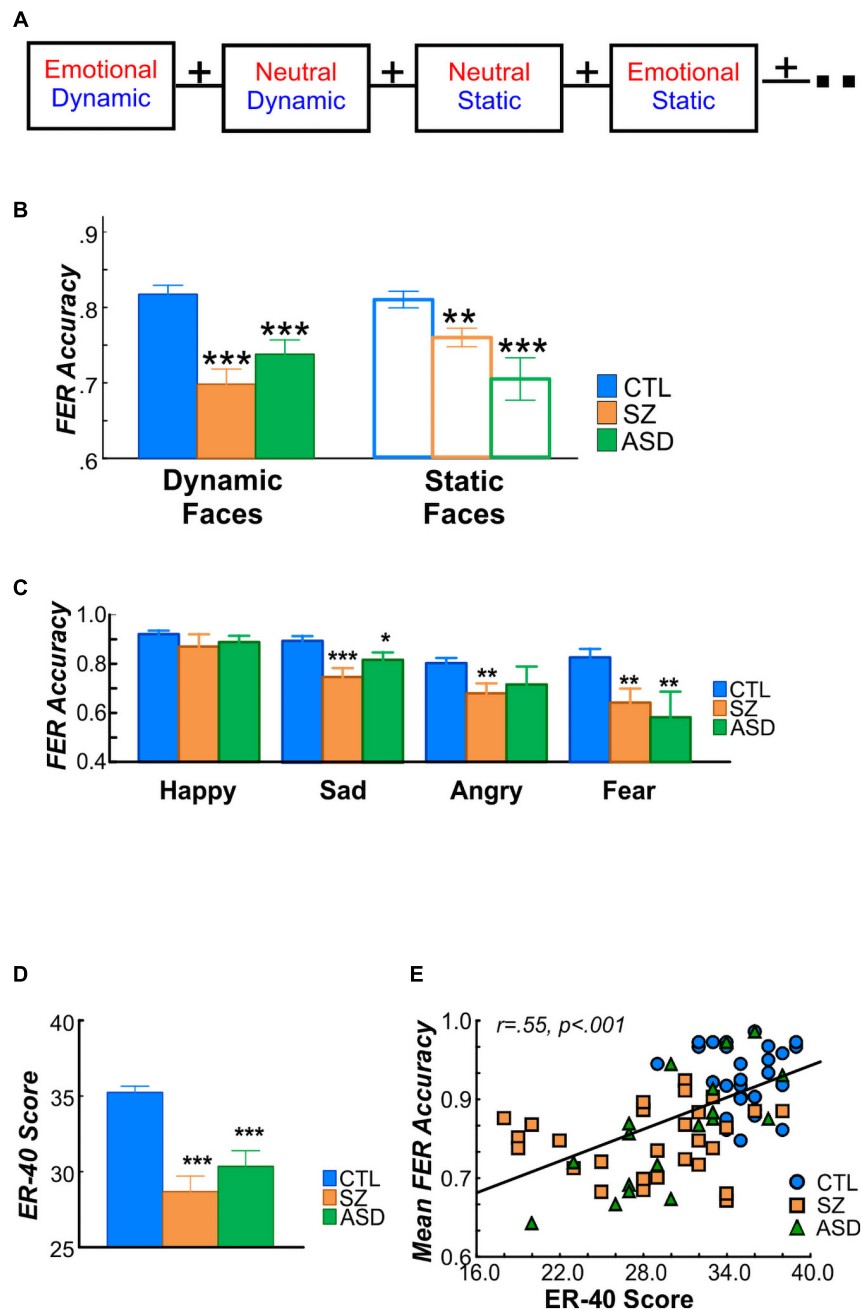 A
Emotional Dynamic + Neutral Dynamic + Neutral Static + Emotional Static +
B
FER Accuracy
.9
.8
.7
.6
***
***
**
***
Dynamic Faces
Static Faces
CTL
SZ
ASD
C
FER Accuracy
1.0
0.8
0.6
0.4
***
*
**
**
**
Happy Sad Angry Fear
CTL
SZ
ASD
D
ER-40 Score
40
35
30
25
***
***
CTL
SZ
ASD
E
Mean FER Accuracy
r=.55, p<.001
1.0
0.9
0.7
0.6
CTL
SZ
ASD
16.0 22.0 28.0 34.0 40.0
ER-40 Score